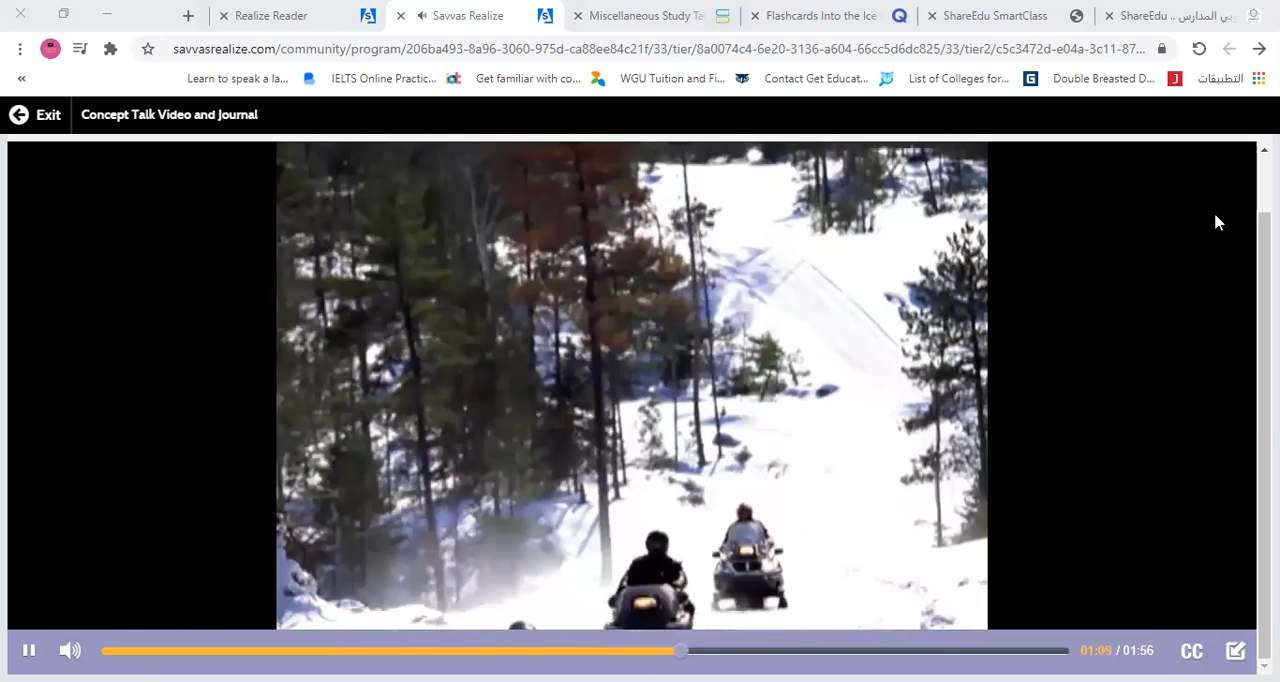 Realize Reader
Savvas Realize
Miscellaneous Study Ta
Flashcards Into the Ice
ShareEdu SmartClass
ShareEdu .. بي المدارس
savvasrealize.com/community/program/206ba493-8a96-3060-975d-ca88ee84c21f/33/tier/8a0074c4-6e20-3136-a604-66cc5d6dc825/33/tier2/c5c3472d-e04a-3c11-87...
« Learn to speak a la... IELTS Online Practic... Get familiar with co... WGU Tuition and Fi... Contact Get Educat... List of Colleges for... Double Breasted D... التطبيقات
Exit Concept Talk Video and Journal
01:09 / 01:56 CC